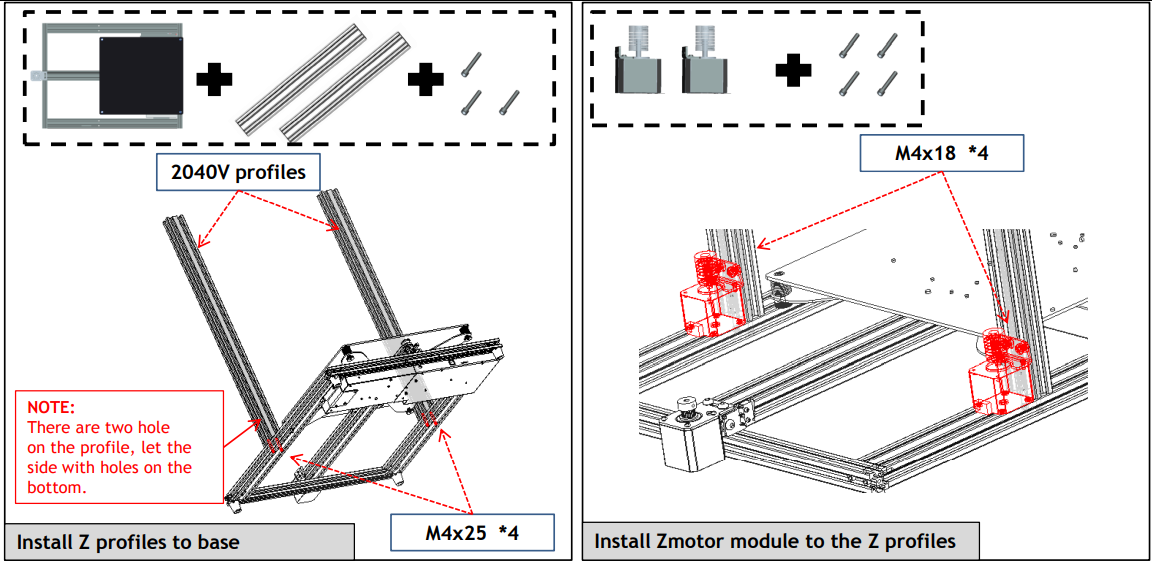 2040V profiles
NOTE:
There are two hole
on the profile, let the
side with holes on the
bottom.
M4x25 *4
Install Z profiles to base
M4x18 *4
Install Zmotor module to the Z profiles